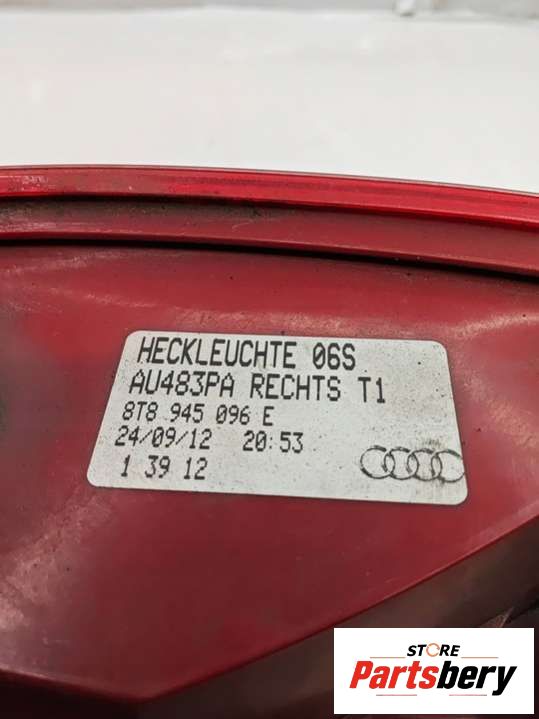 HECKLEUCHTE 06S
AU483PA RECHTS T1
8T8 945 096 E
24/09/12 20:53
1 39 12
STORE
Partsbery